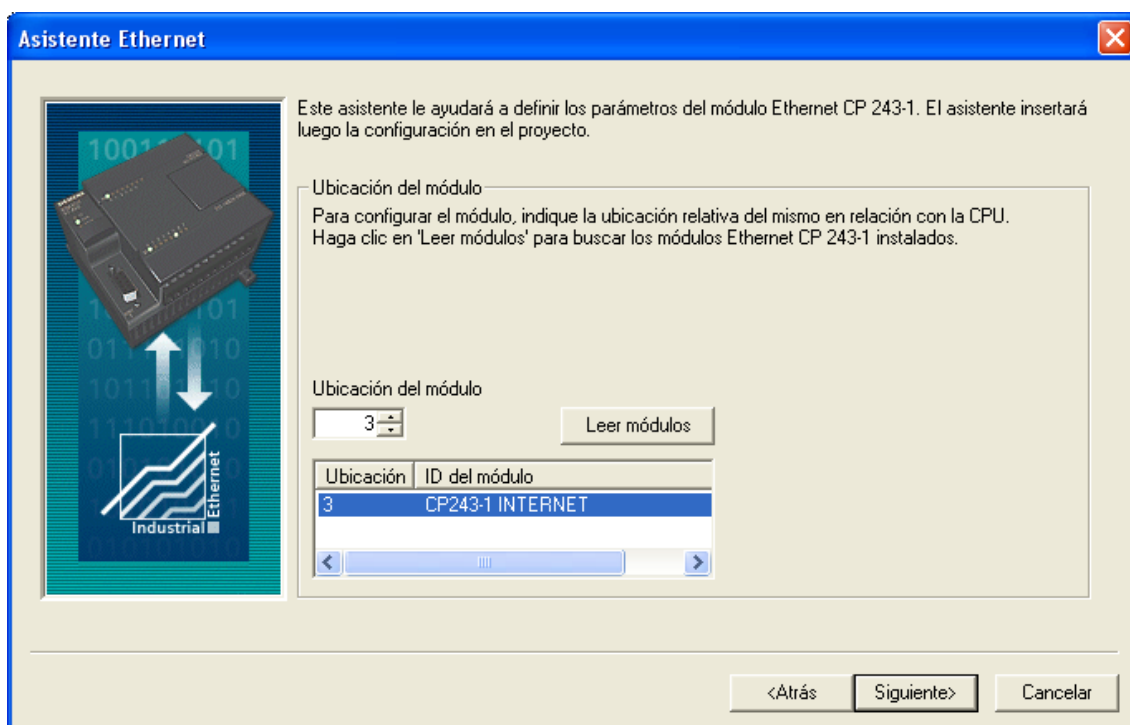 Asistente Ethernet
Este asistente le ayudará a definir los parámetros del módulo Ethernet CP 243-1. El asistente insertará
luego la configuración en el proyecto.
Ubicación del módulo
Para configurar el módulo, indique la ubicación relativa del mismo en relación con la CPU.
Haga clic en 'Leer módulos' para buscar los módulos Ethernet CP 243-1 instalados.
Ubicación del módulo
3
Leer módulos
Ubicación ID del módulo
3 CP243-1 INTERNET
Industrial
Ethernet
<Atrás
Siguiente>
Cancelar